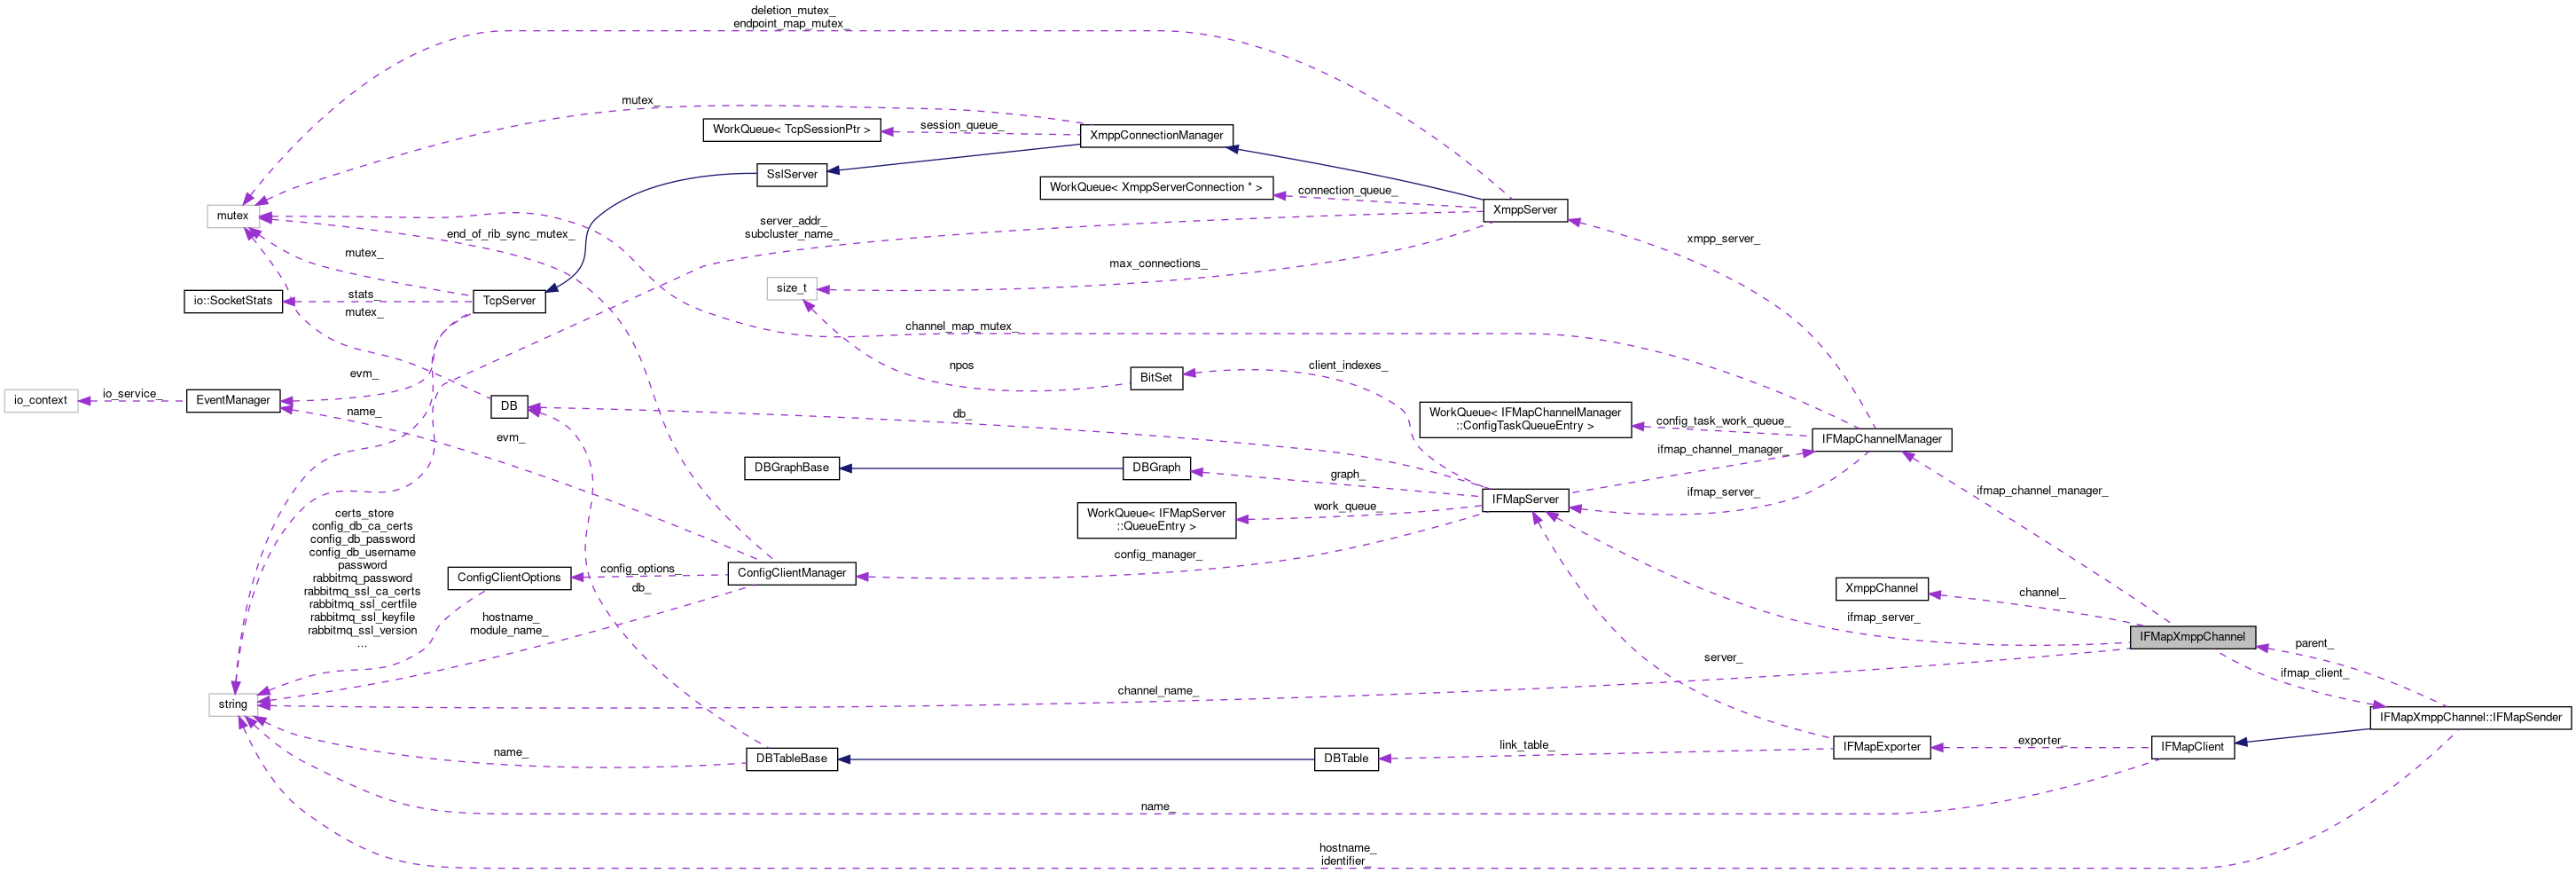 deletion_mutex_
endpoint_map_mutex_
mutex_
WorkQueue< TcpSessionPtr >
session_queue_
XmppConnectionManager
SslServer
WorkQueue< XmppServerConnection * >
connection_queue_
XmppServer
mutex
server_addr_
subcluster_name_
end_of_rib_sync_mutex_
xmpp_server_
mutex_
max_connections_
size_t
io::SocketStats
stats_
TcpServer
mutex_
channel_map_mutex_
npos
client_indexes_
BitSet
evm_
io_context
io_service_
EventManager
name_
DB
db_
WorkQueue< IFMapChannelManager
::ConfigTaskQueueEntry >
config_task_work_queue_
IFMapChannelManager
evm_
ifmap_channel_manager_
DBGraphBase
DBGraph
graph_
IFMapServer
ifmap_server_
ifmap_channel_manager_
WorkQueue< IFMapServer
::QueueEntry >
work_queue_
certs_store
config_db_ca_certs
config_db_password
config_db_username
password
rabbitmq_password
rabbitmq_ssl_ca_certs
rabbitmq_ssl_certfile
rabbitmq_ssl_keyfile
rabbitmq_ssl_version
...
config_manager_
ConfigClientOptions
config_options_
ConfigClientManager
db_
hostname_
module_name_
XmppChannel
channel_
ifmap_server_
IFMapXmppChannel
parent_
server_
ifmap_client_
channel_name_
string
IFMapXmppChannel::IFMapSender
name_
DBTableBase
DBTable
link_table_
IFMapExporter
exporter_
IFMapClient
name_
hostname_
identifier_